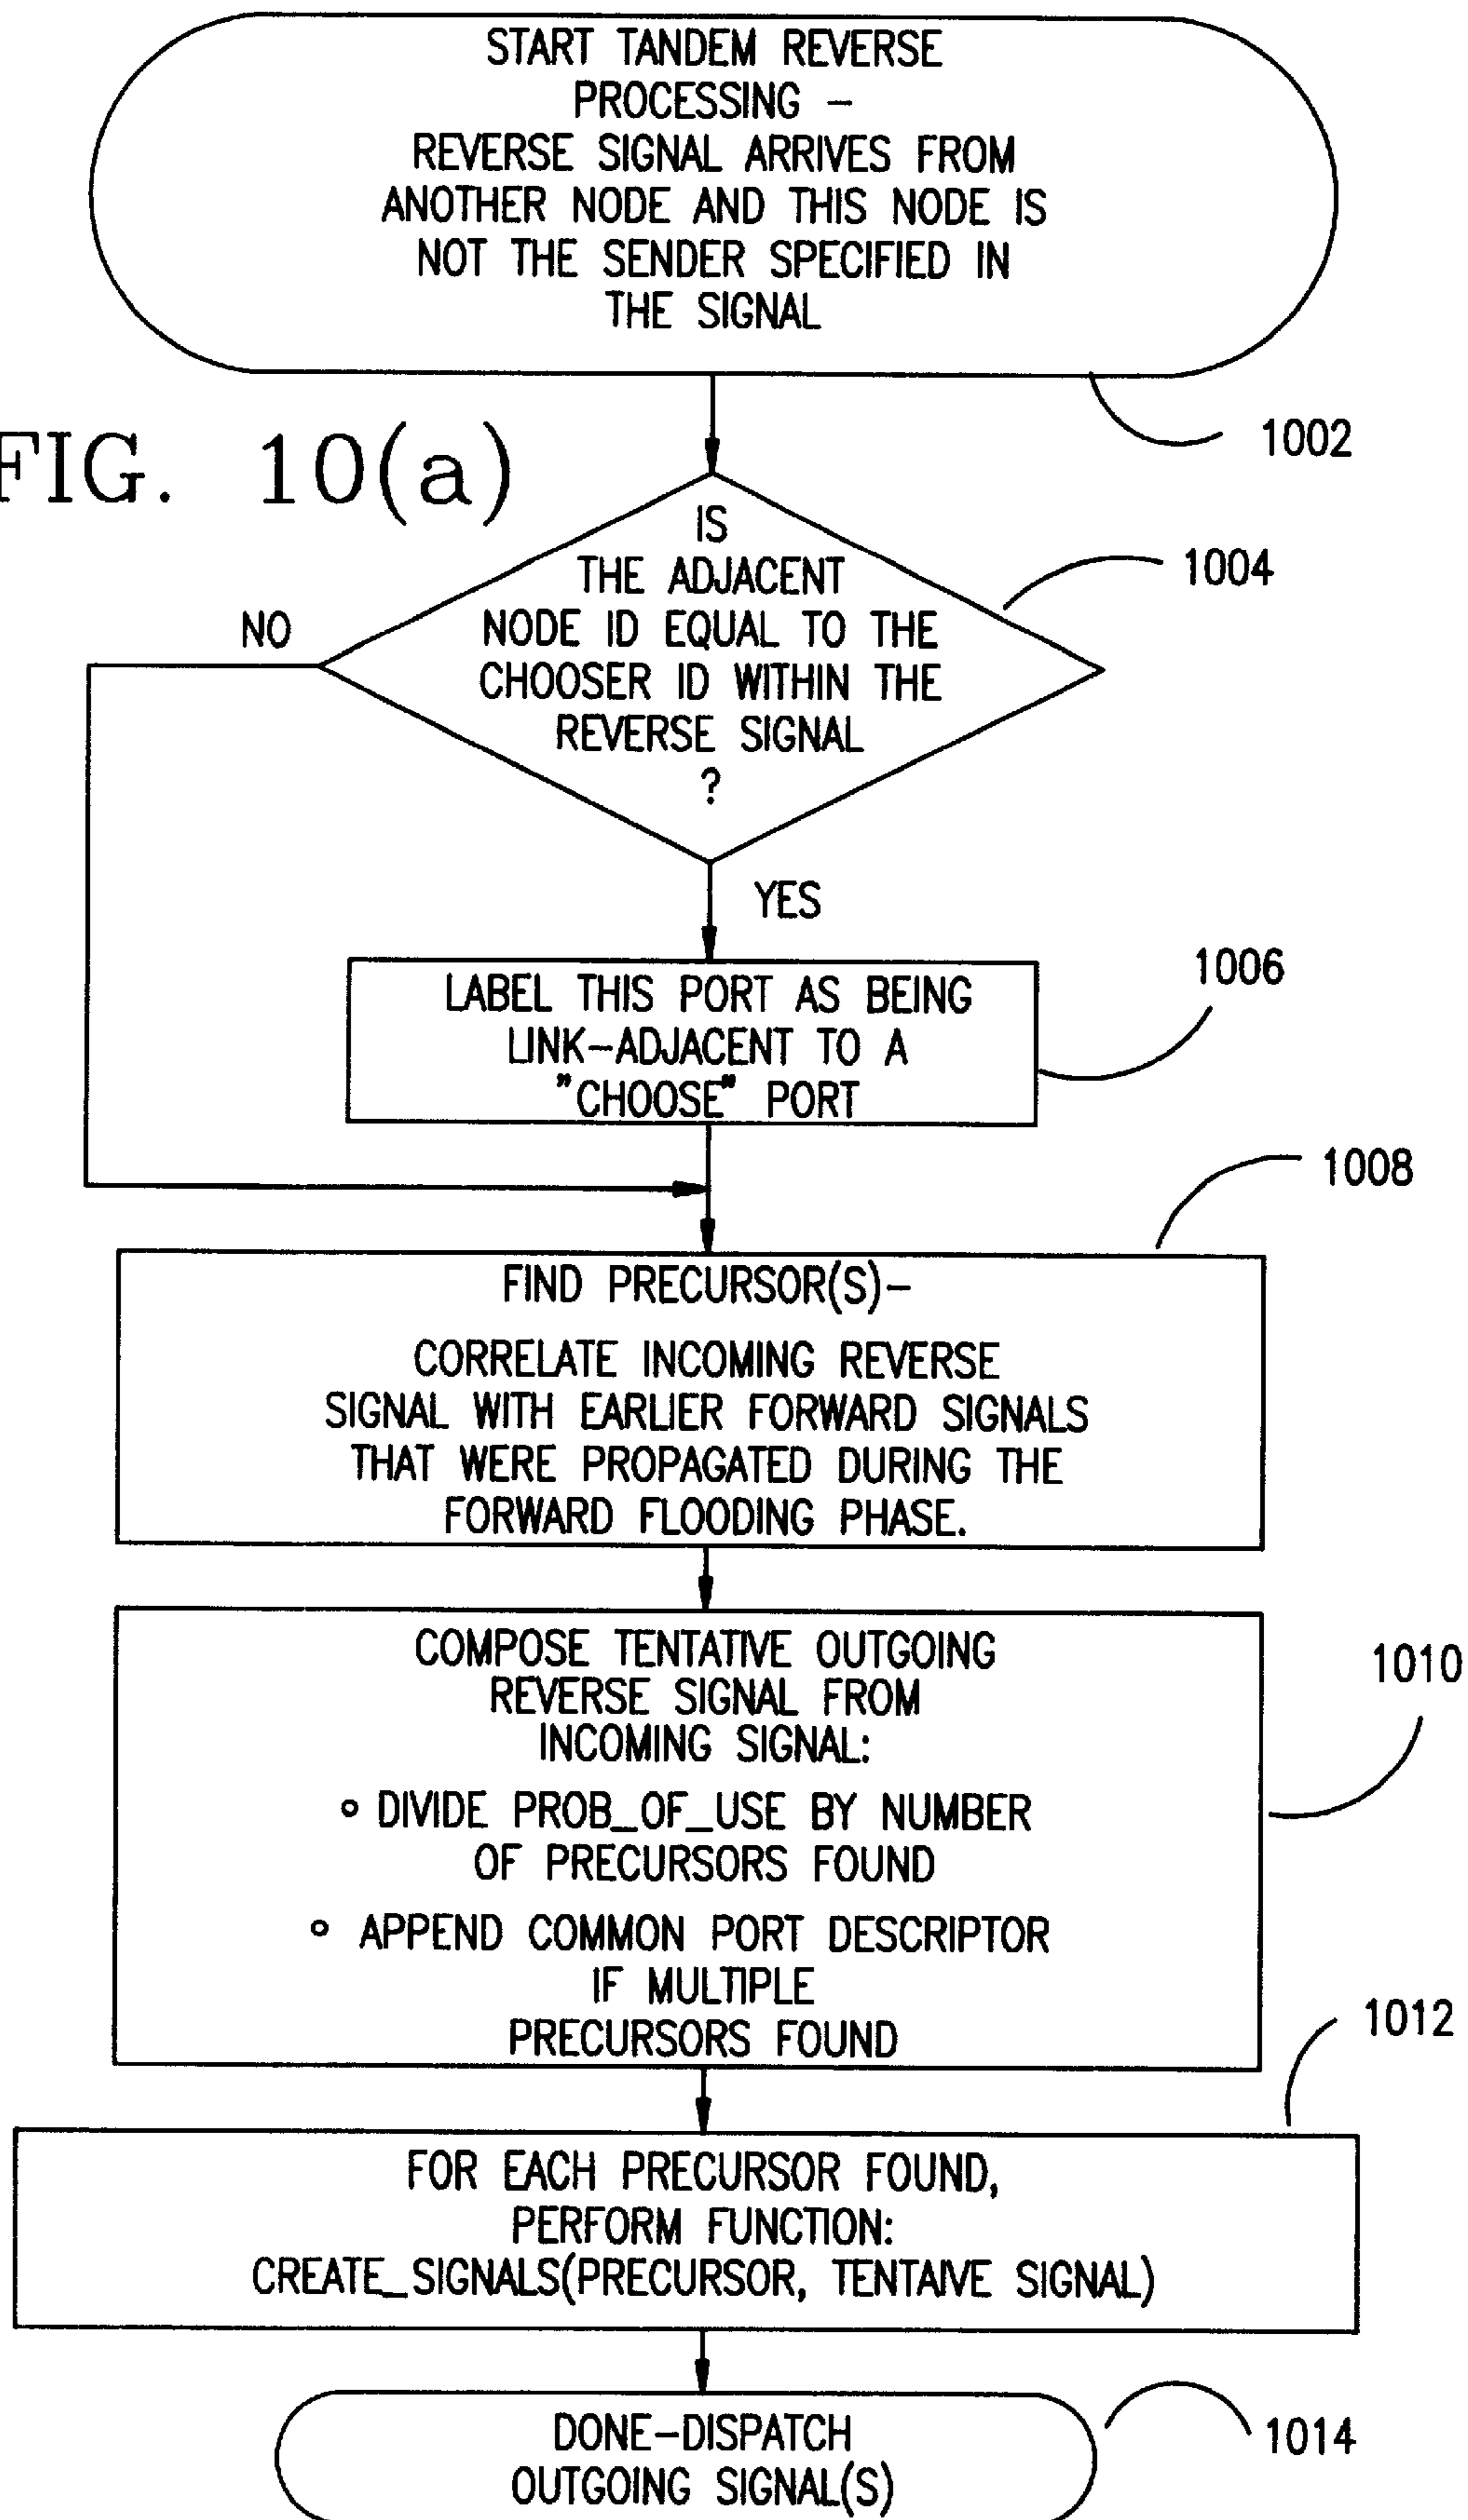 START TANDEM REVERSE
PROCESSING –
REVERSE SIGNAL ARRIVES FROM
ANOTHER NODE AND THIS NODE IS
NOT THE SENDER SPECIFIED IN
THE SIGNAL
1002
FIG. 10(a)
IS
THE ADJACENT
NODE ID EQUAL TO THE
CHOOSER ID WITHIN THE
REVERSE SIGNAL
?
1004
NO
YES
LABEL THIS PORT AS BEING
LINK–ADJACENT TO A
"CHOOSE" PORT
1006
1008
FIND PRECURSOR(S)–
CORRELATE INCOMING REVERSE
SIGNAL WITH EARLIER FORWARD SIGNALS
THAT WERE PROPAGATED DURING THE
FORWARD FLOODING PHASE.
COMPOSE TENTATIVE OUTGOING
REVERSE SIGNAL FROM
INCOMING SIGNAL:
∘ DIVIDE PROB_OF_USE BY NUMBER
OF PRECURSORS FOUND
∘ APPEND COMMON PORT DESCRIPTOR
IF MULTIPLE
PRECURSORS FOUND
1010
1012
FOR EACH PRECURSOR FOUND,
PERFORM FUNCTION:
CREATE_SIGNALS(PRECURSOR, TENTAIVE SIGNAL)
DONE–DISPATCH
OUTGOING SIGNAL(S)
1014